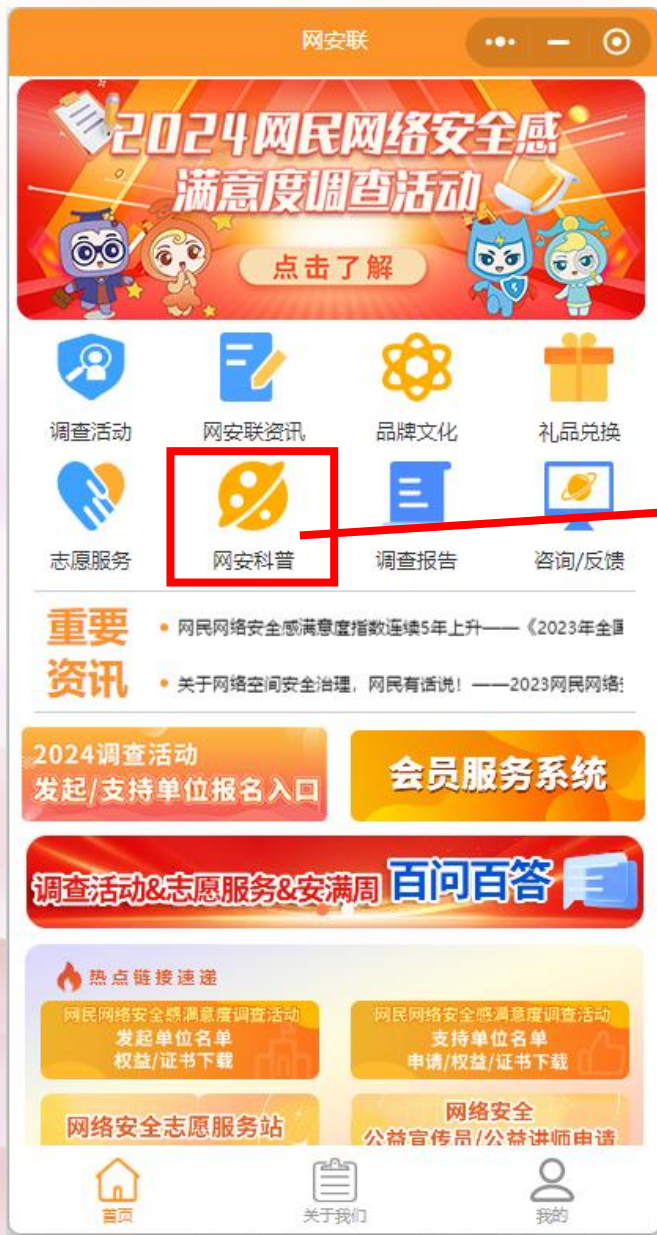 网安联
2024网民网络安全感
满意度调查活动
点击了解
调查活动
网安联资讯
品牌文化
礼品兑换
志愿服务
网安科普
调查报告
咨询/反馈
重要
资讯
网民网络安全感满意度指数连续5年上升——《2023年全国
关于网络空间安全治理，网民有话说！——2023网民网络安
2024调查活动
发起/支持单位报名入口
会员服务系统
调查活动&志愿服务&安满周 百问百答
热点链接速递
网民网络安全感满意度调查活动
发起单位名单
权益/证书下载
网民网络安全感满意度调查活动
支持单位名单
申请/权益/证书下载
网络安全志愿服务站
网络安全
公益宣传员/公益讲师申请
首页
关于我们
我的